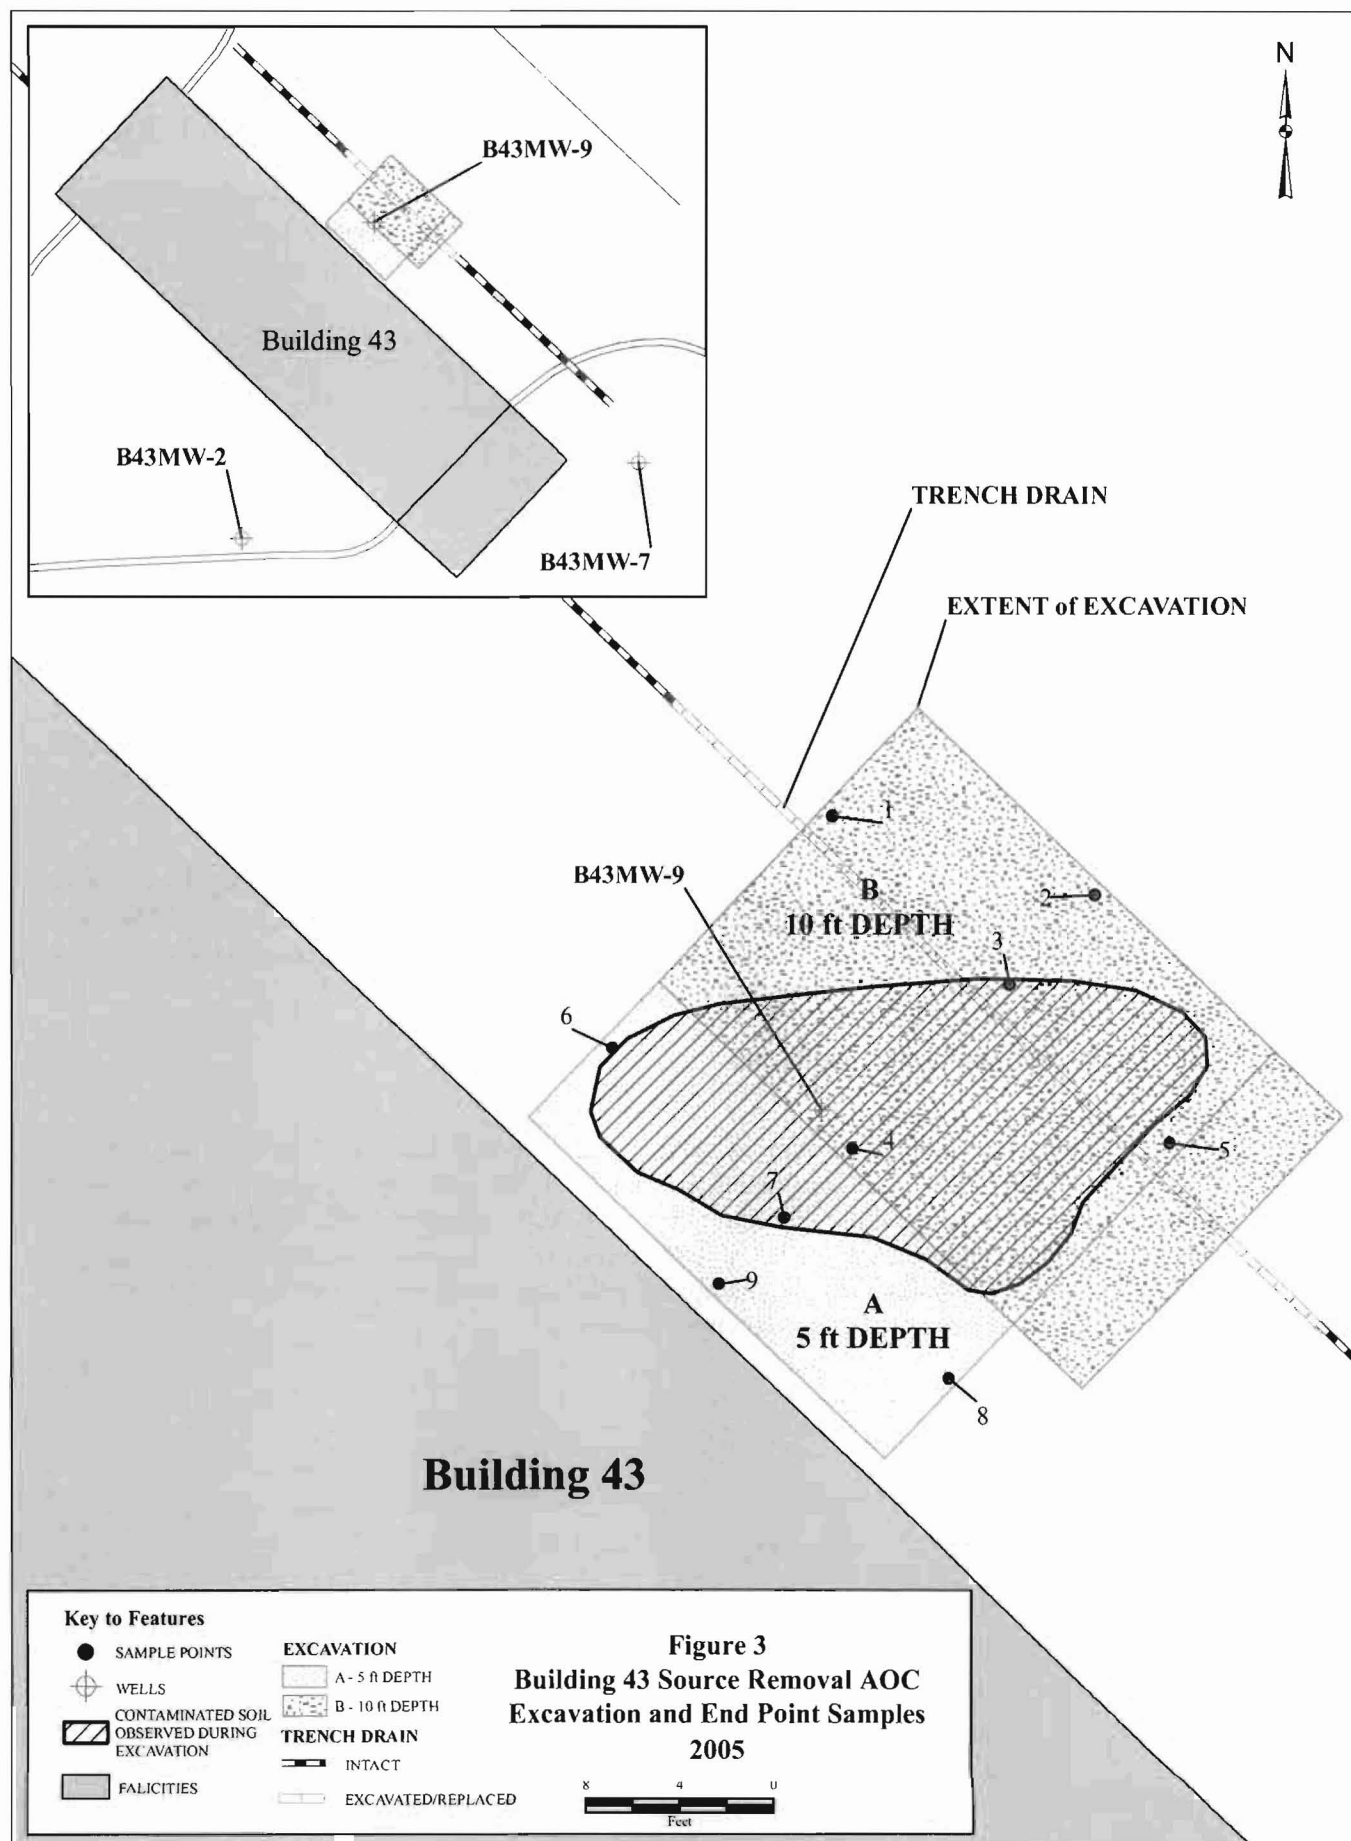 N
B43MW-9
Building 43
B43MW-2
B43MW-7
TRENCH DRAIN
EXTENT of EXCAVATION
1
B43MW-9
B
10 ft DEPTH
2
3
6
4
5
7
9
A
5 ft DEPTH
8
Building 43
Key to Features
SAMPLE POINTS
WELLS
CONTAMINATED SOIL
OBSERVED DURING
EXCAVATION
FALICITIES
EXCAVATION
A - 5 ft DEPTH
B - 10 ft DEPTH
TRENCH DRAIN
INTACT
EXCAVATED/REPLACED
Figure 3
Building 43 Source Removal AOC
Excavation and End Point Samples
2005
8 4 0
Feet